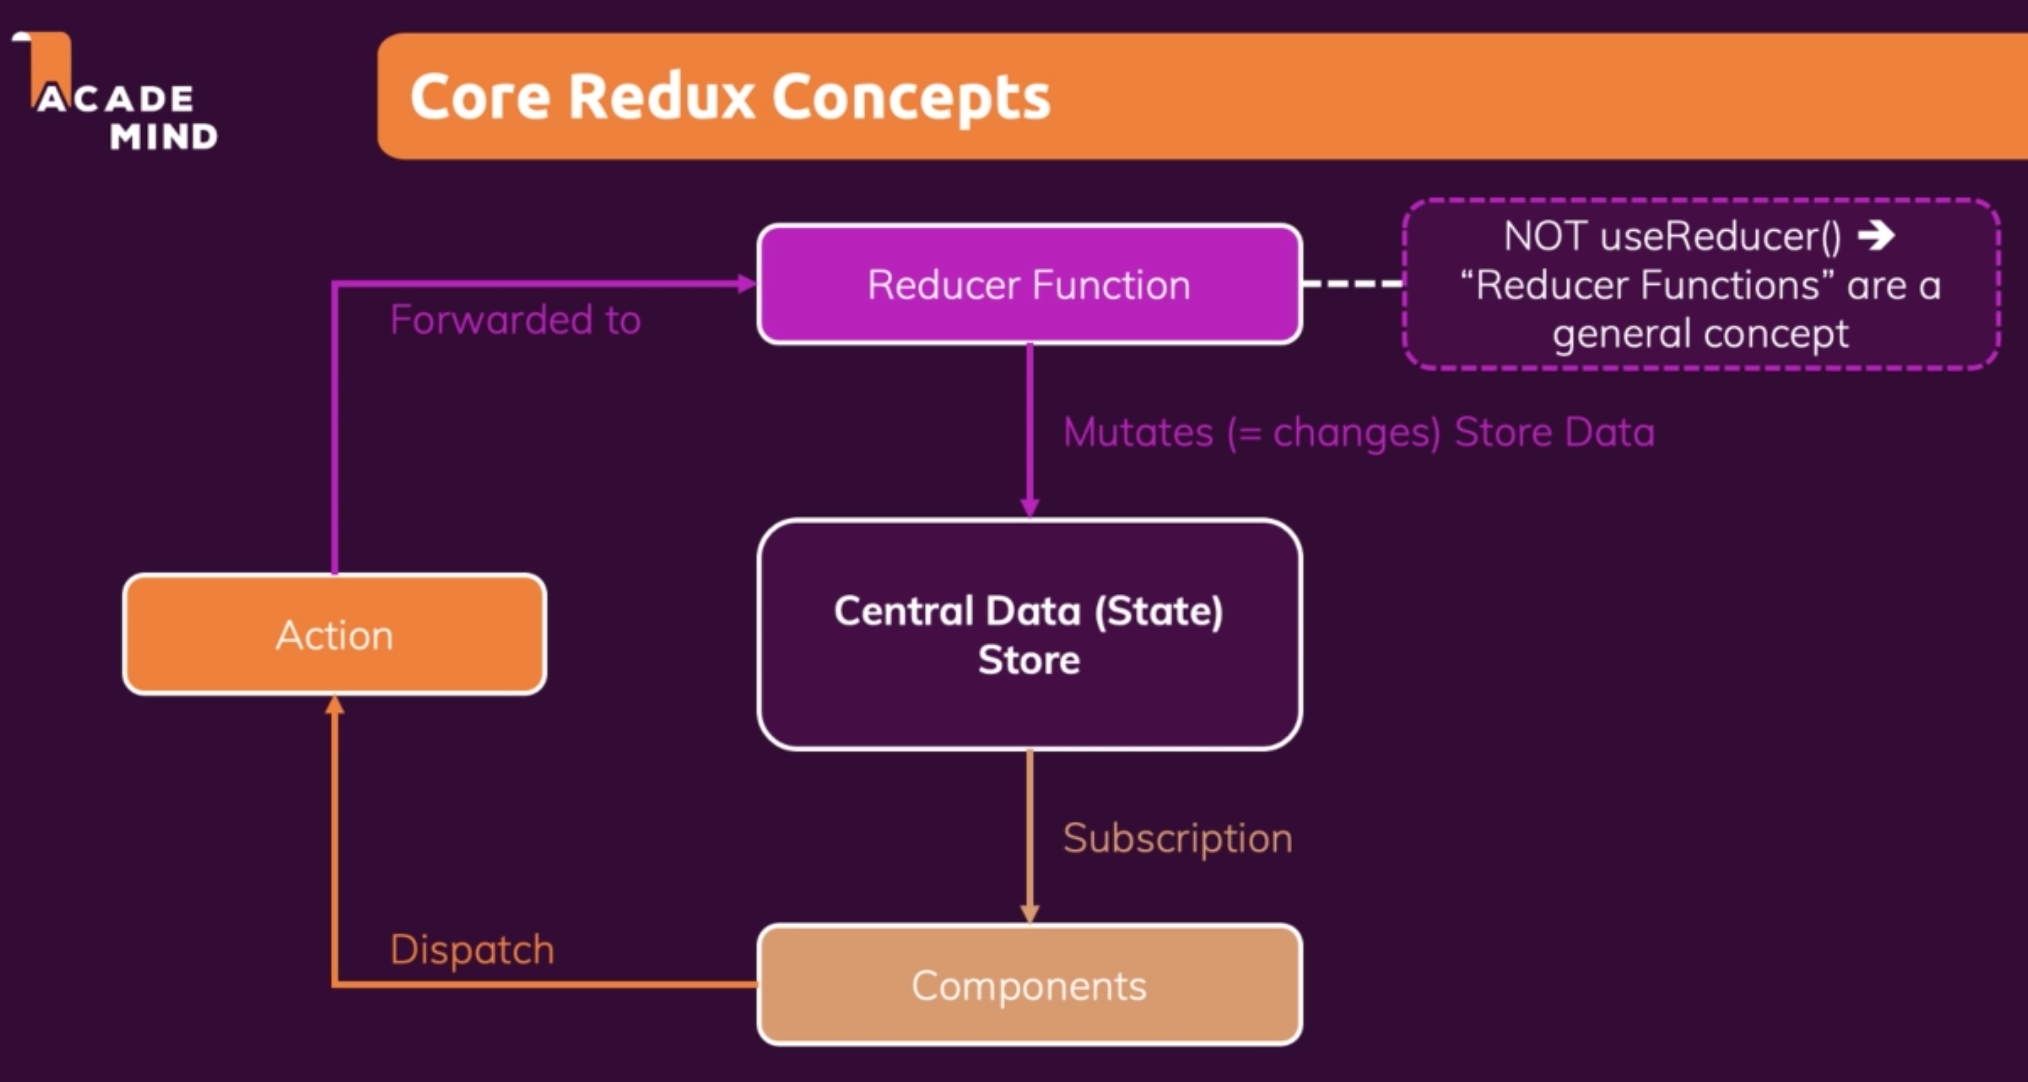 ACADE
MIND
Core Redux Concepts
Reducer Function
NOT useReducer() 🡲
“Reducer Functions” are a
general concept
Forwarded to
Mutates (= changes) Store Data
Action
Central Data (State)
Store
Subscription
Dispatch
Components